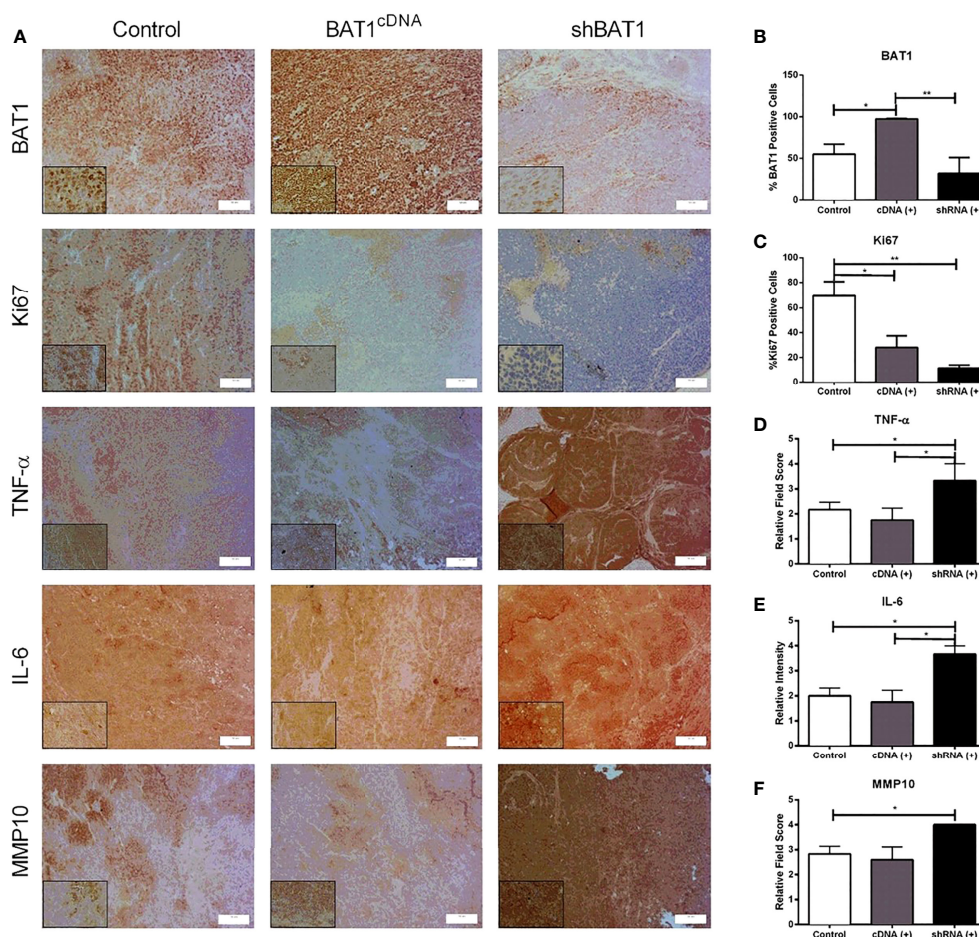 A
Control
BAT1cDNA
shBAT1
BAT1
Ki67
TNF-α
IL-6
MMP10
B
BAT1
% BAT1 Positive Cells
150
100
50
0
*
**
Control
cDNA (+)
shRNA (+
C
Ki67
%Ki67 Positive Cells
100
80
60
40
20
0
**
*
Control
cDNA (+)
shRNA (+)
D
TNF-α
Relative Field Score
5
4
3
2
1
0
*
*
Control
cDNA (+)
shRNA (+)
E
IL-6
Relative Intensity
5
4
3
2
1
0
*
*
Control
cDNA (+)
shRNA (+)
F
MMP10
Relative Field Score
5
4
3
2
1
0
*
Control
cDNA (+)
shRNA (+)